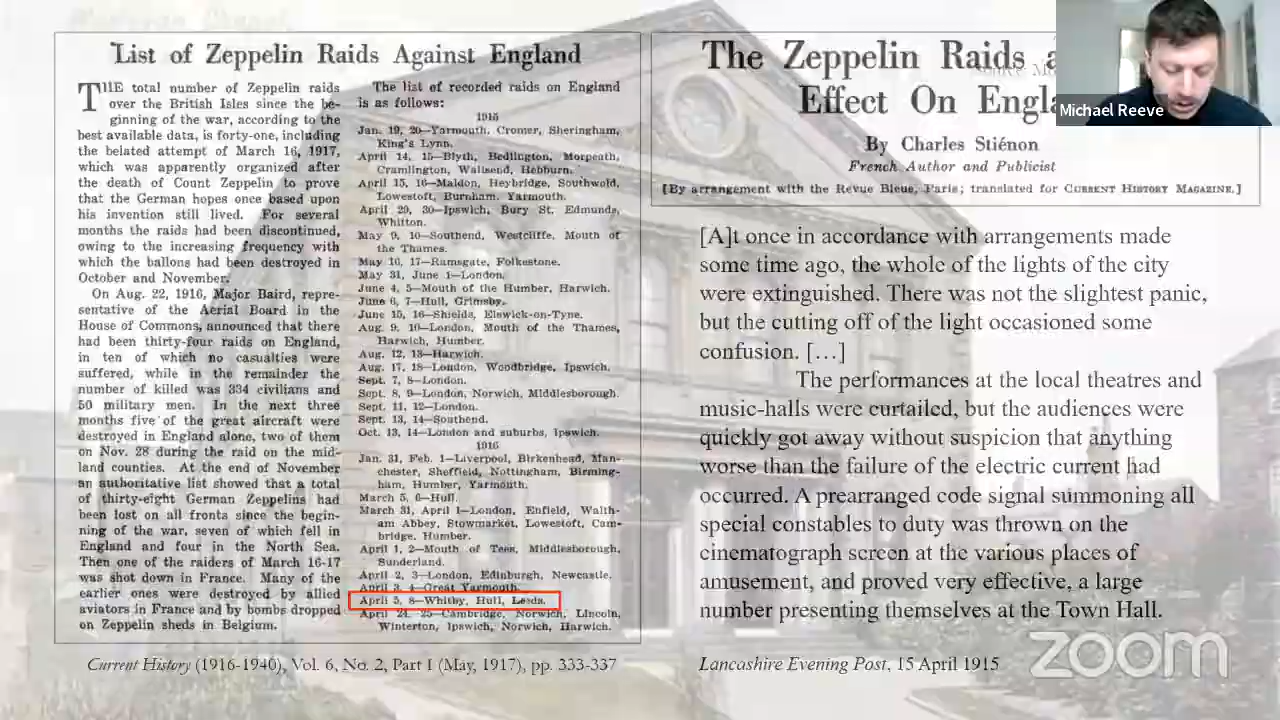 List of Zeppelin Raids Against England
THE total number of Zeppelin raids
over the British Isles since the be-
ginning of the war, according to the
best available data, is forty-one, including
the belated attempt of March 16, 1917,
which was apparently organized after
the death of Count Zeppelin to prove
that the German hopes once based upon
his invention still lived. For several
months the raids had been discontinued,
owing to the increasing frequency with
which the ballons had been destroyed in
October and November.
On Aug. 22, 1916, Major Baird, repre-
sentative of the Aerial Board in the
House of Commons, announced that there
had been thirty-four raids on England,
in ten of which no casualties were
suffered, while in the remainder the
number of killed was 334 civilians and
50 military men. In the next three
months five of the great aircraft were
destroyed in England alone, two of them
on Nov. 28 during the raid on the mid-
land counties. At the end of November
an authoritative list showed that a total
of thirty-eight German Zeppelins had
been lost on all fronts since the begin-
ning of the war, seven of which fell in
England and four in the North Sea.
Then one of the raiders of March 16-17
was shot down in France. Many of the
earlier ones were destroyed by allied
aviators in France and by bombs dropped
on Zeppelin sheds in Belgium.
The list of recorded raids on England
is as follows:
1915
Jan. 19, 20—Yarmouth, Cromer, Sheringham,
King's Lynn.
April 14, 15—Blyth, Bedlington, Morpeath,
Cramlington, Wallsend, Hebburn.
April 15, 16—Maldon, Heybridge, Southwold,
Lowestoft, Burnham, Yarmouth.
April 29, 30—Ipswich, Bury St. Edmunds,
Whitton.
May 9, 10—Southend, Westcliffe, Mouth of
the Thames.
May 16, 17—Ramsgate, Folkestone.
May 31, June 1—London.
June 4, 5—Mouth of the Humber, Harwich.
June 6, 7—Hull, Grimsby.
June 15, 16—Shields, Elswick-on-Tyne.
Aug. 9, 10—London, Mouth of the Thames,
Harwich, Humber.
Aug. 12, 13—Harwich.
Aug. 17, 18—London, Woodbridge, Ipswich.
Sept. 7, 8—London.
Sept. 8, 9—London, Norwich, Middlesborough.
Sept. 11, 12—London.
Sept. 13, 14—Southend.
Oct. 13, 14—London and suburbs, Ipswich.
1916
Jan. 31, Feb. 1—Liverpool, Birkenhead, Man-
chester, Sheffield, Nottingham, Birming-
ham, Humber, Yarmouth.
March 5, 6—Hull.
March 31, April 1—London, Enfield, Walth-
am Abbey, Stowmarket, Lowestoft, Cam-
bridge, Humber.
April 1, 2—Mouth of Tees, Middlesborough,
Sunderland.
April 2, 3—London, Edinburgh, Newcastle.
April 3, 4—Great Yarmouth.
April 5, 8—Whitby, Hull, Leeds.
April 24, 25—Cambridge, Norwich, Lincoln,
Winterton, Ipswich, Norwich, Harwich.
Current History (1916-1940), Vol. 6, No. 2, Part 1 (May, 1917), pp. 333-337
The Zeppelin Raids
Effect On
By Charles Stiénon
French Author and Publicist
[By arrangement with the Revue Bleue, Paris; translated for CURRENT HISTORY MAGAZINE.]
[A]t once in accordance with arrangements made
some time ago, the whole of the lights of the city
were extinguished. There was not the slightest panic,
but the cutting off of the light occasioned some
confusion. […]
The performances at the local theatres and
music-halls were curtailed, but the audiences were
quickly got away without suspicion that anything
worse than the failure of the electric current had
occurred. A prearranged code signal summoning all
special constables to duty was thrown on the
cinematograph screen at the various places of
amusement, and proved very effective, a large
number presenting themselves at the Town Hall.
Lancashire Evening Post, 15 April 1915
Michael Reeve
zoom